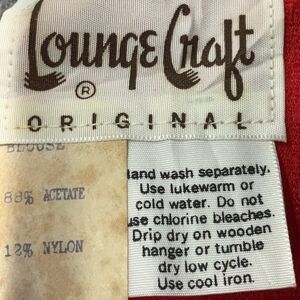 Lounge Craft
®
ORIGINAL
BLOUSE
88% ACETATE
12% NYLON
and wash separately.
Use lukewarm or
cold water. Do not
use chlorine bleaches.
Drip dry on wooden
hanger or tumble
dry low cycle.
Use cool iron.